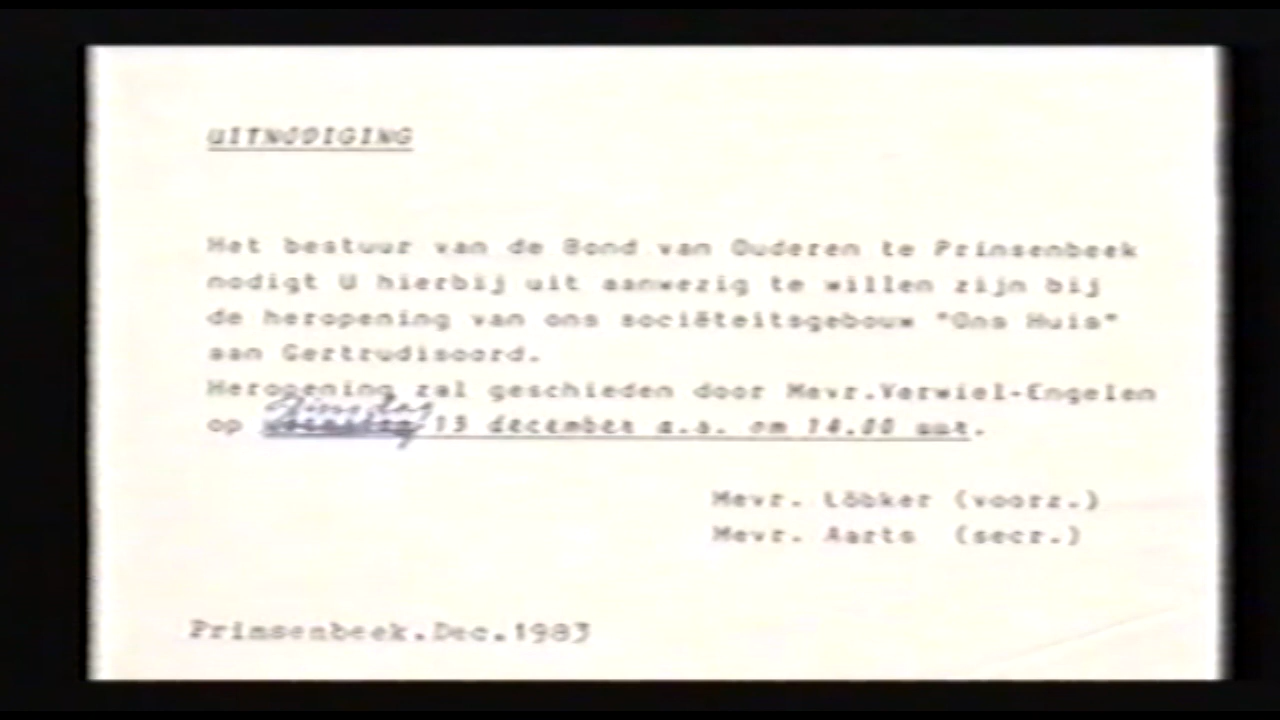 UITNODIGING
Het bestuur van de Bond van Ouderen te Prinsenbeek
nodigt U hierbij uit aanwezig te willen zijn bij
de heropening van ons sociëteitsgebouw "Ons Huis"
aan Gertrudisoord.
Heropening zal geschieden door Mevr.Verwiel-Engelen
Dinsdag
op 13 december a.s. om 14.00 uur.
Mevr. Löbker (voorz.)
Mevr. Aarts (secr.)
Prinsenbeek.Dec.1983